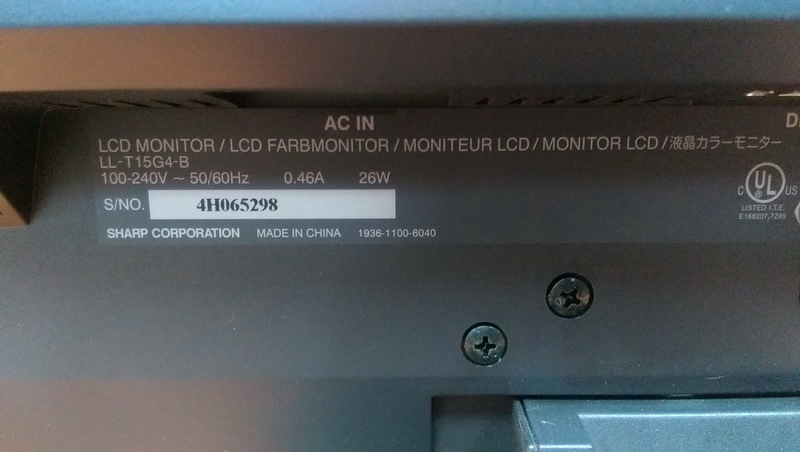 AC IN
LCD MONITOR / LCD FARBMONITOR / MONITEUR LCD / MONITOR LCD / 液晶カラーモニター
LL-T15G4-B
100-240V ~ 50/60Hz 0.46A 26W
S/NO. 4H065298
SHARP CORPORATION MADE IN CHINA 1936-1100-6040
C UL US
LISTED I.T.E.
E168207,7Z85